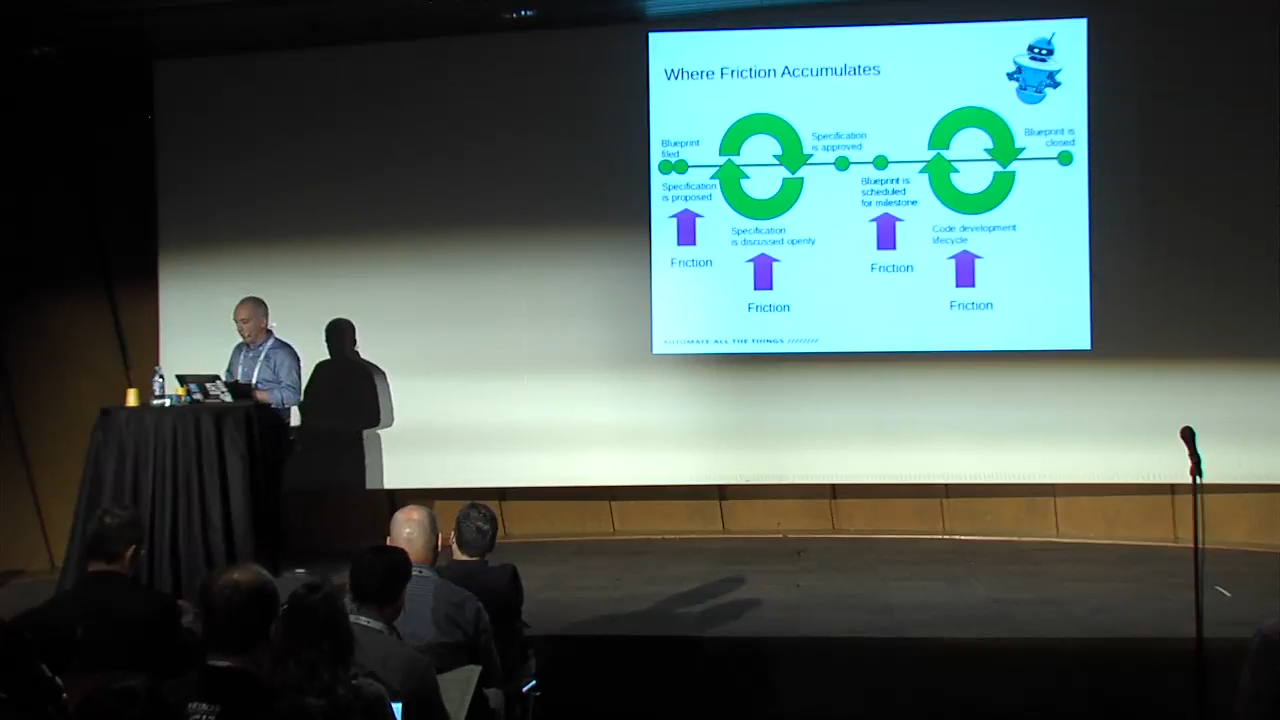 Where Friction Accumulates
Blueprint
filed
Specification
is proposed
Friction
Specification
is discussed openly
Friction
Specification
is approved
Blueprint is
scheduled
for milestone
Friction
Code development
lifecycle
Friction
Blueprint is
closed
AUTOMATE ALL THE THINGS ////////